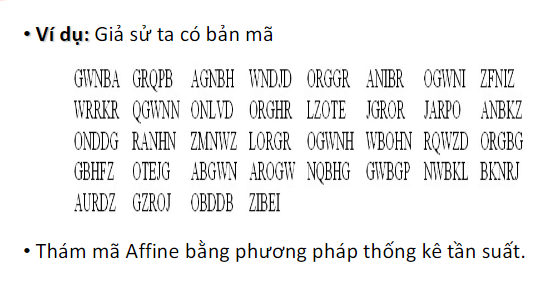 • Ví dụ: Giả sử ta có bản mã
GWNBA GRQPB AGNBH WNDJD ORGGR ANIBR OGWNI ZFNIZ
WRRKR QGWNN ONLVD ORGHR LZOTE JGROR JARPO ANBKZ
ONDDG RANHN ZMNWZ LORGR OGWNH WBOHN RQWZD ORGBG
GBHFZ OTEJG ABGWN AROGW NQBHG GWBGP NWBKL BKNRJ
AURDZ GZROJ OBDDB ZIBEI
• Thám mã Affine bằng phương pháp thống kê tần suất.